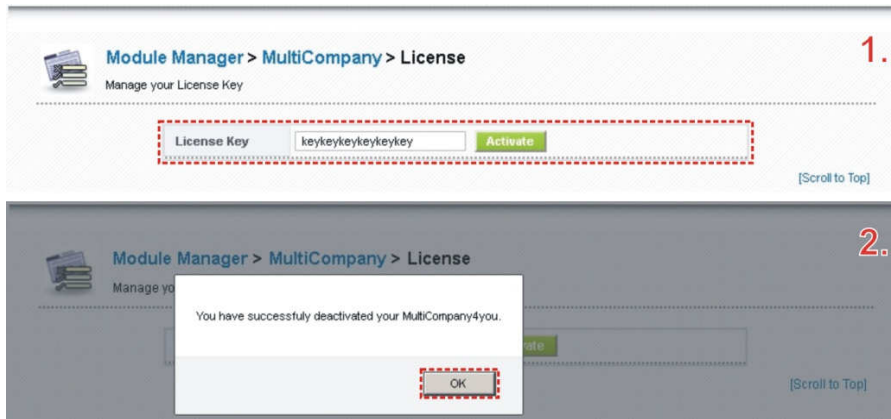 1.
Module Manager > MultiCompany > License
Manage your License Key
License Key keykeykeykeykeykey Activate
[Scroll to Top]
2.
Module Manager > MultiCompany > License
Manage yo
You have successfuly deactivated your MultiCompany4you.
vate
OK
[Scroll to Top]